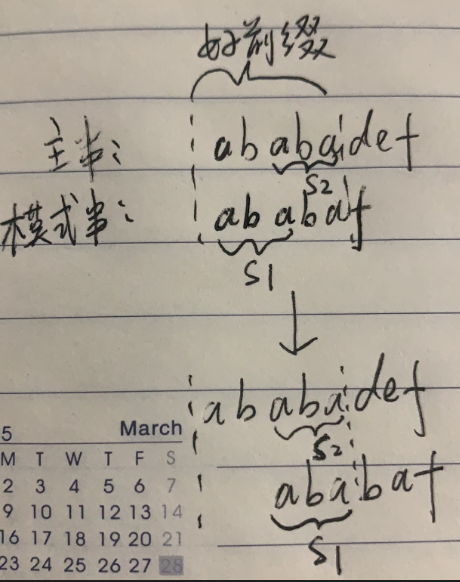 好前缀
主串: ababadef
S2
模式串: ababaf
S1
ababadef
S2
ababaf
S1
5 March
M T W T F S
2 3 4 5 6 7
9 10 11 12 13 14
16 17 18 19 20 21
23 24 25 26 27 28